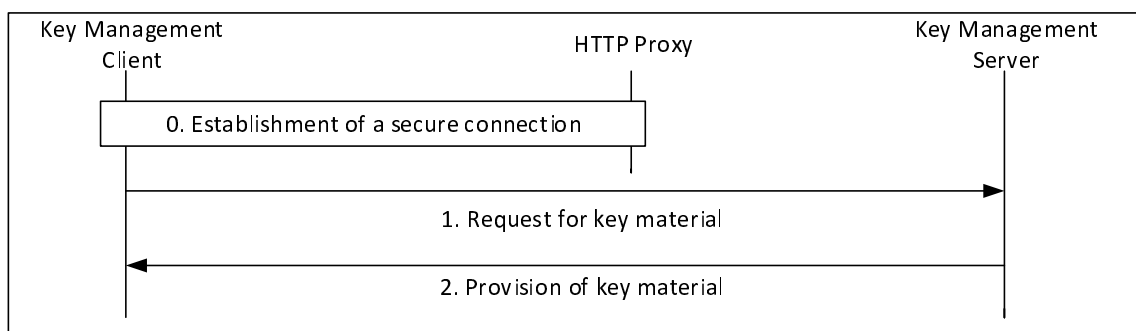 Key Management
Client
HTTP Proxy
Key Management
Server
0. Establishment of a secure connection
1. Request for key material
2. Provision of key material